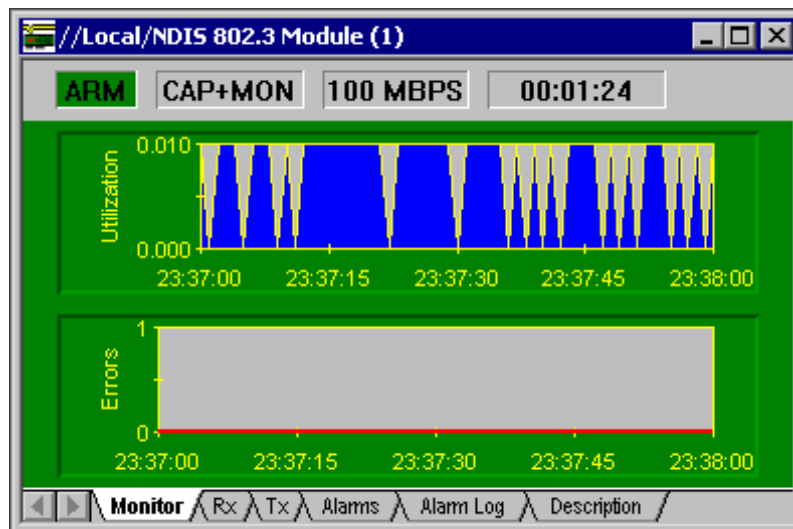 //Local/NDIS 802.3 Module (1)
ARM CAP+MON 100 MBPS 00:01:24
Utilization
0.010
0.000
23:37:00 23:37:15 23:37:30 23:37:45 23:38:00
Errors
1
0
23:37:00 23:37:15 23:37:30 23:37:45 23:38:00
Monitor Rx Tx Alarms Alarm Log Description